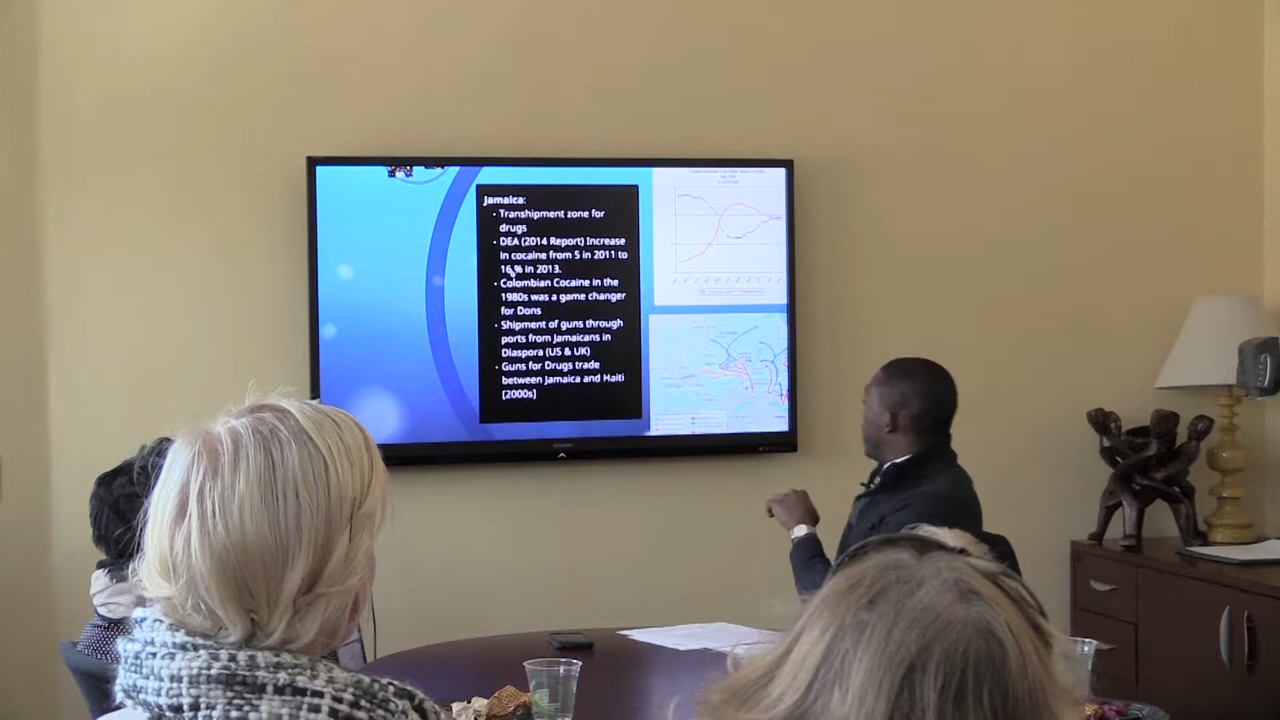 Jamaica:
• Transhipment zone for
drugs
• DEA (2014 Report) Increase
in cocaine from 5 in 2011 to
16% in 2013.
• Colombian Cocaine in the
1980s was a game changer
for Dons
• Shipment of guns through
ports from Jamaicans in
Diaspora (US & UK)
• Guns for Drugs trade
between Jamaica and Haiti
[2000s]